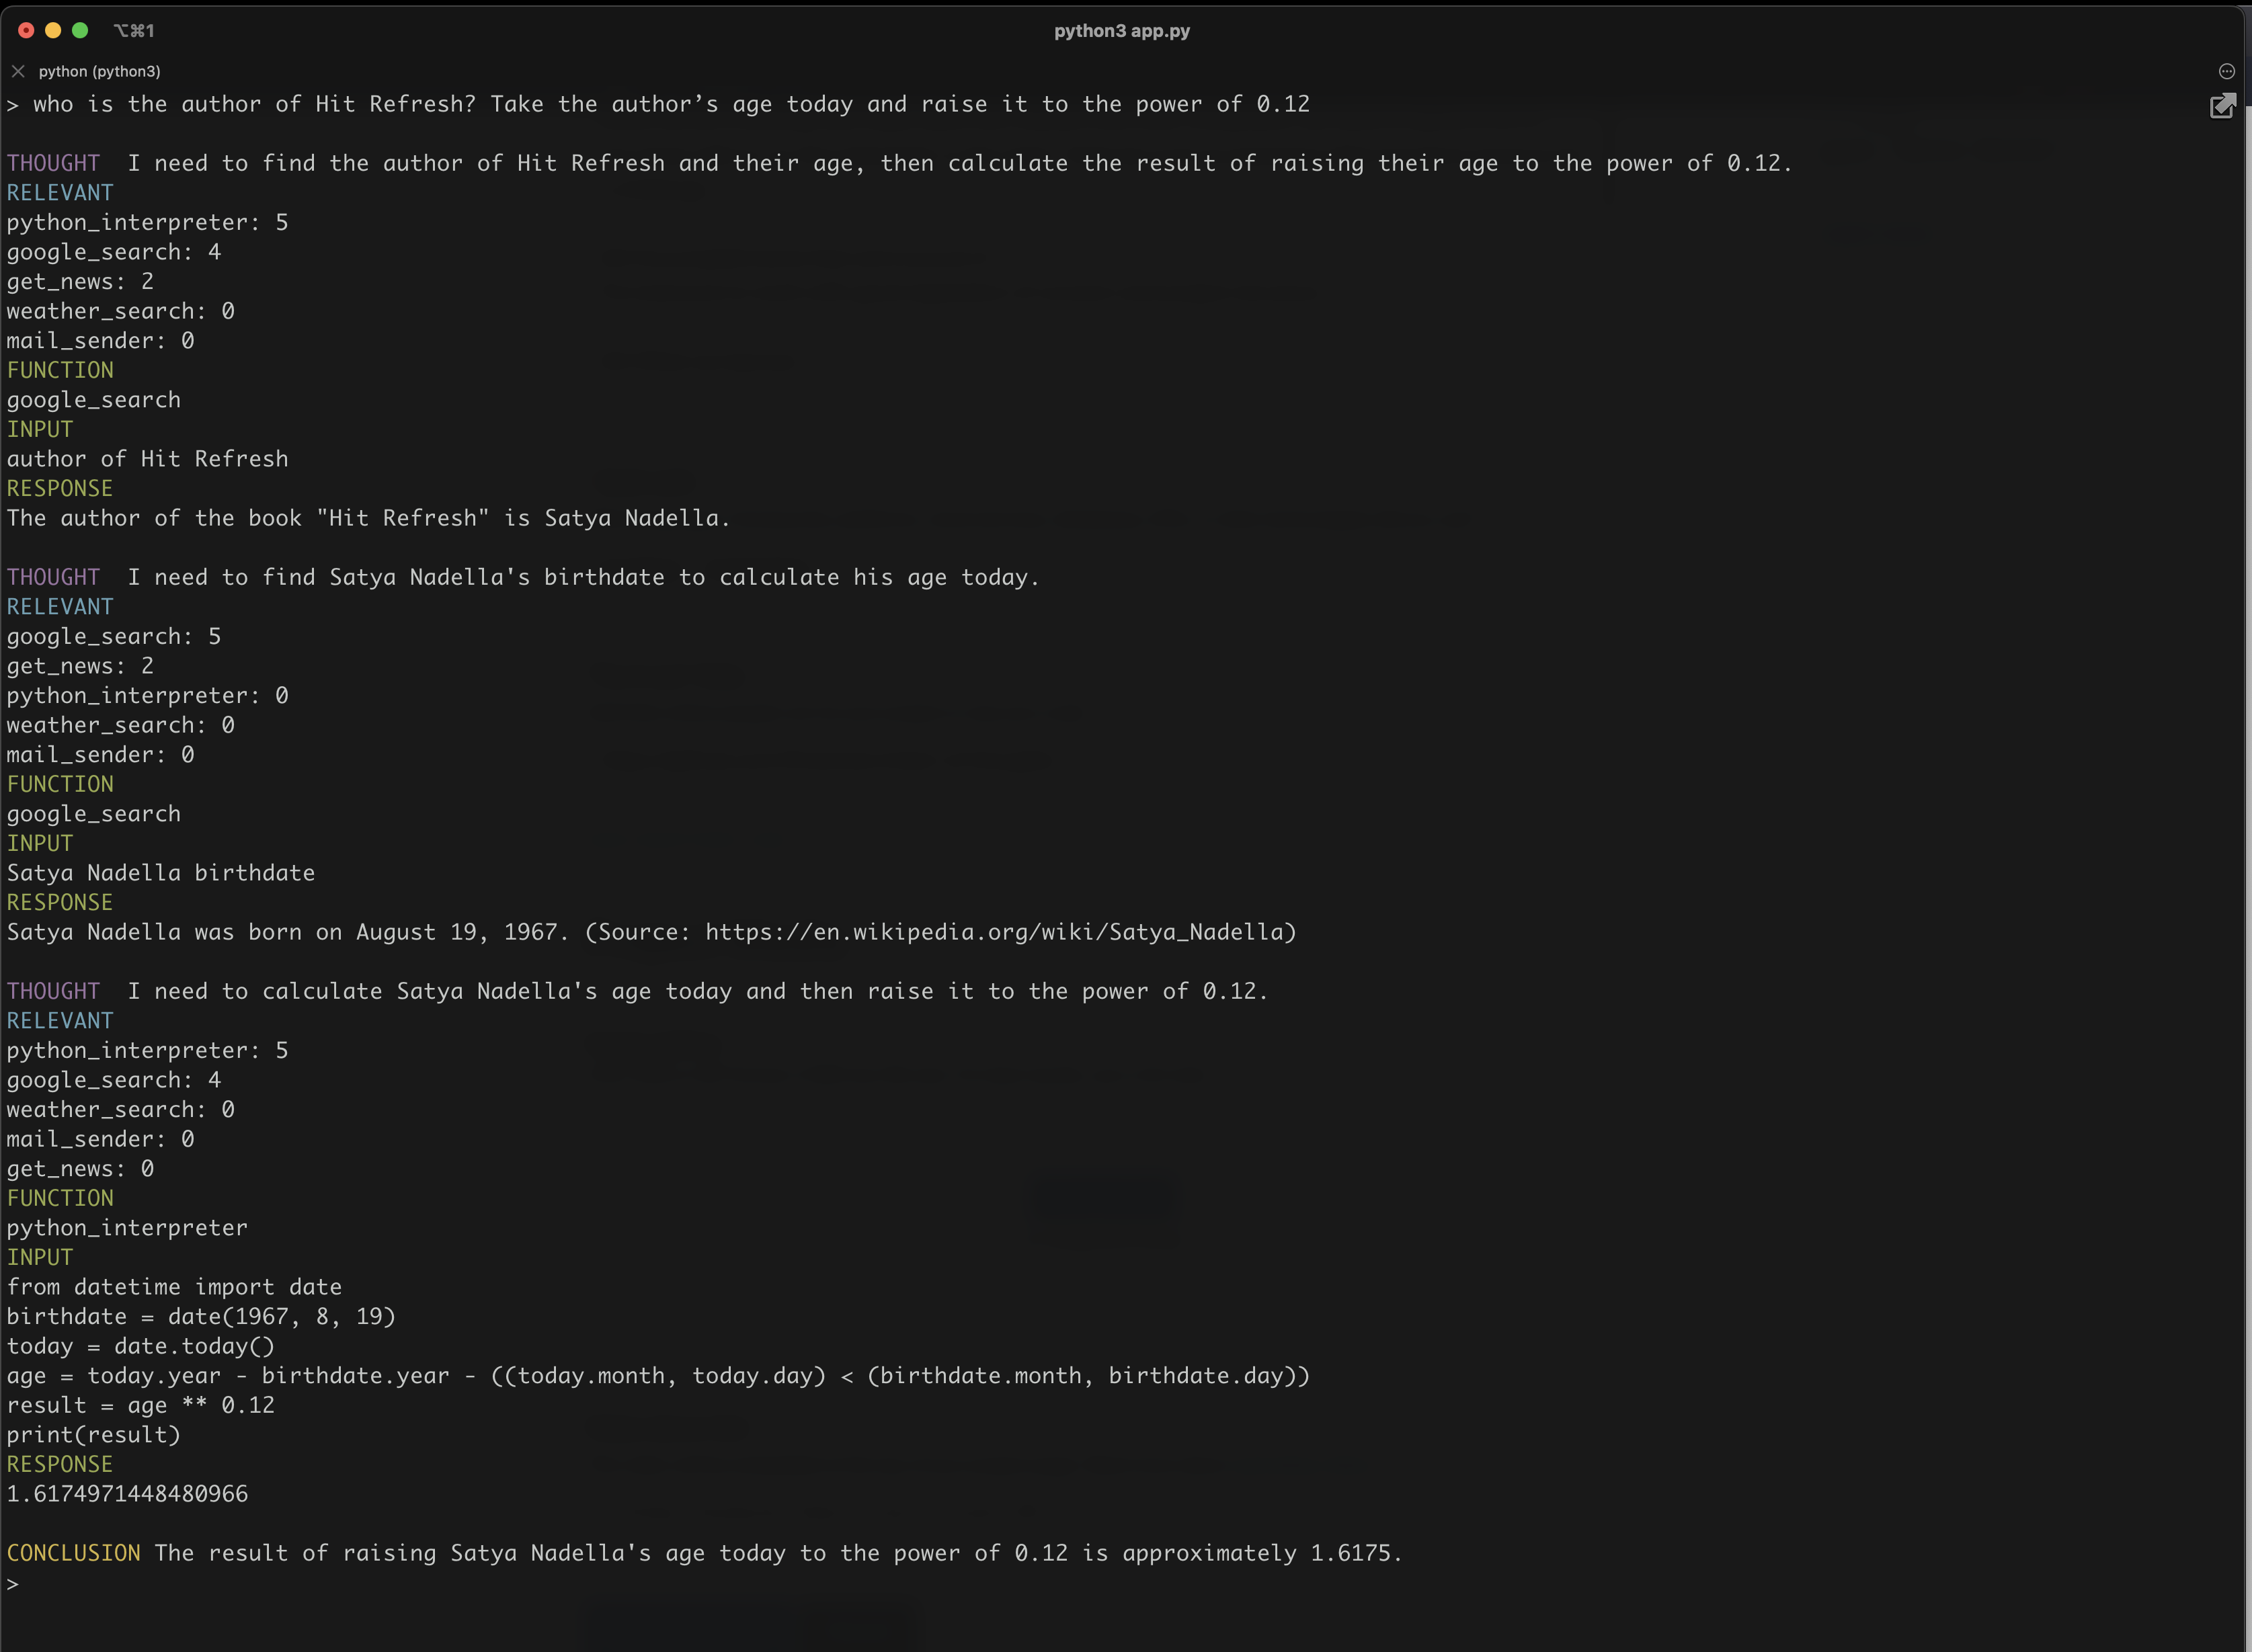 ⌥⌘1
python3 app.py
python (python3)
> who is the author of Hit Refresh? Take the author’s age today and raise it to the power of 0.12
THOUGHT  I need to find the author of Hit Refresh and their age, then calculate the result of raising their age to the power of 0.12.
RELEVANT
python_interpreter: 5
google_search: 4
get_news: 2
weather_search: 0
mail_sender: 0
FUNCTION
google_search
INPUT
author of Hit Refresh
RESPONSE
The author of the book "Hit Refresh" is Satya Nadella.
THOUGHT  I need to find Satya Nadella's birthdate to calculate his age today.
RELEVANT
google_search: 5
get_news: 2
python_interpreter: 0
weather_search: 0
mail_sender: 0
FUNCTION
google_search
INPUT
Satya Nadella birthdate
RESPONSE
Satya Nadella was born on August 19, 1967. (Source: https://en.wikipedia.org/wiki/Satya_Nadella)
THOUGHT  I need to calculate Satya Nadella's age today and then raise it to the power of 0.12.
RELEVANT
python_interpreter: 5
google_search: 4
weather_search: 0
mail_sender: 0
get_news: 0
FUNCTION
python_interpreter
INPUT
from datetime import date
birthdate = date(1967, 8, 19)
today = date.today()
age = today.year - birthdate.year - ((today.month, today.day) < (birthdate.month, birthdate.day))
result = age ** 0.12
print(result)
RESPONSE
1.6174971448480966
CONCLUSION The result of raising Satya Nadella's age today to the power of 0.12 is approximately 1.6175.
>